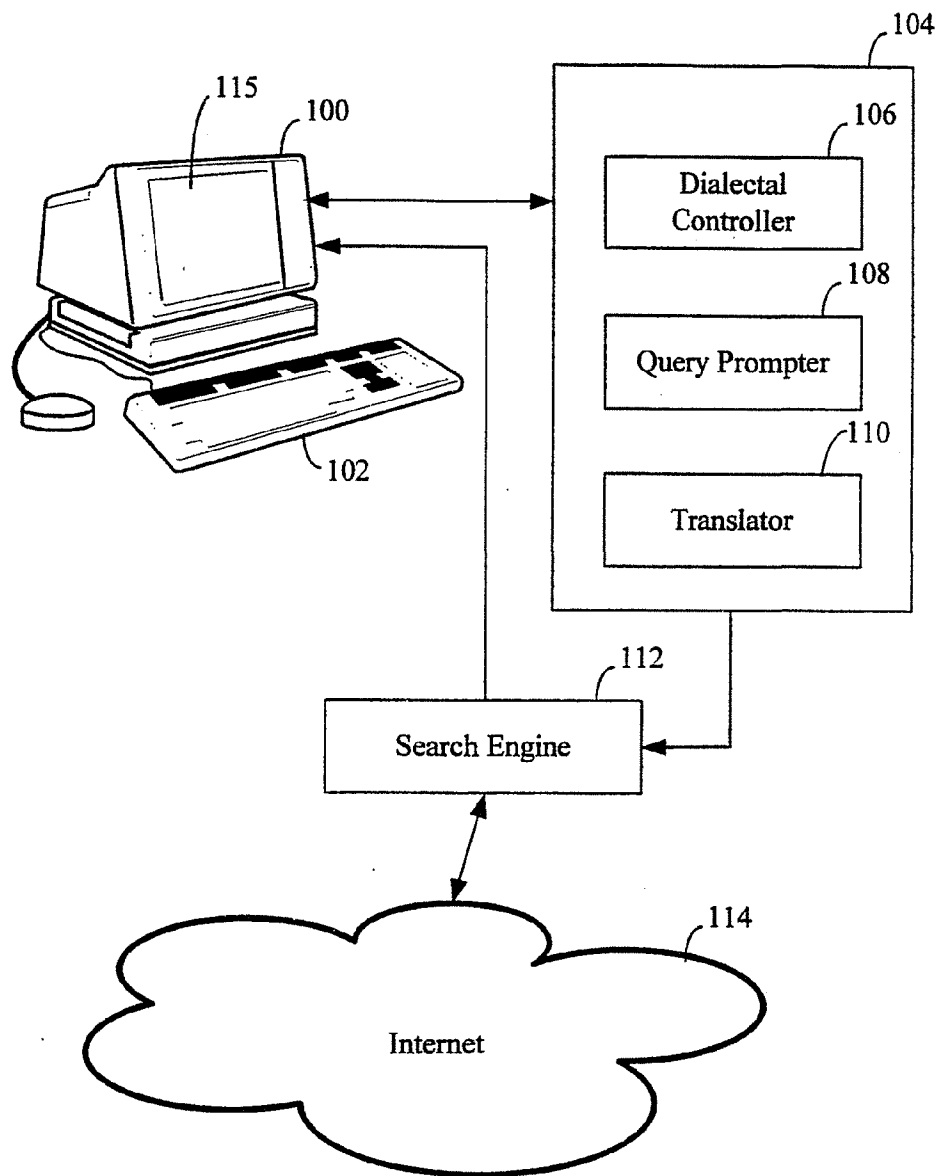 104
115
100
106
Dialectal
Controller
108
Query Prompter
102
110
Translator
112
Search Engine
114
Internet